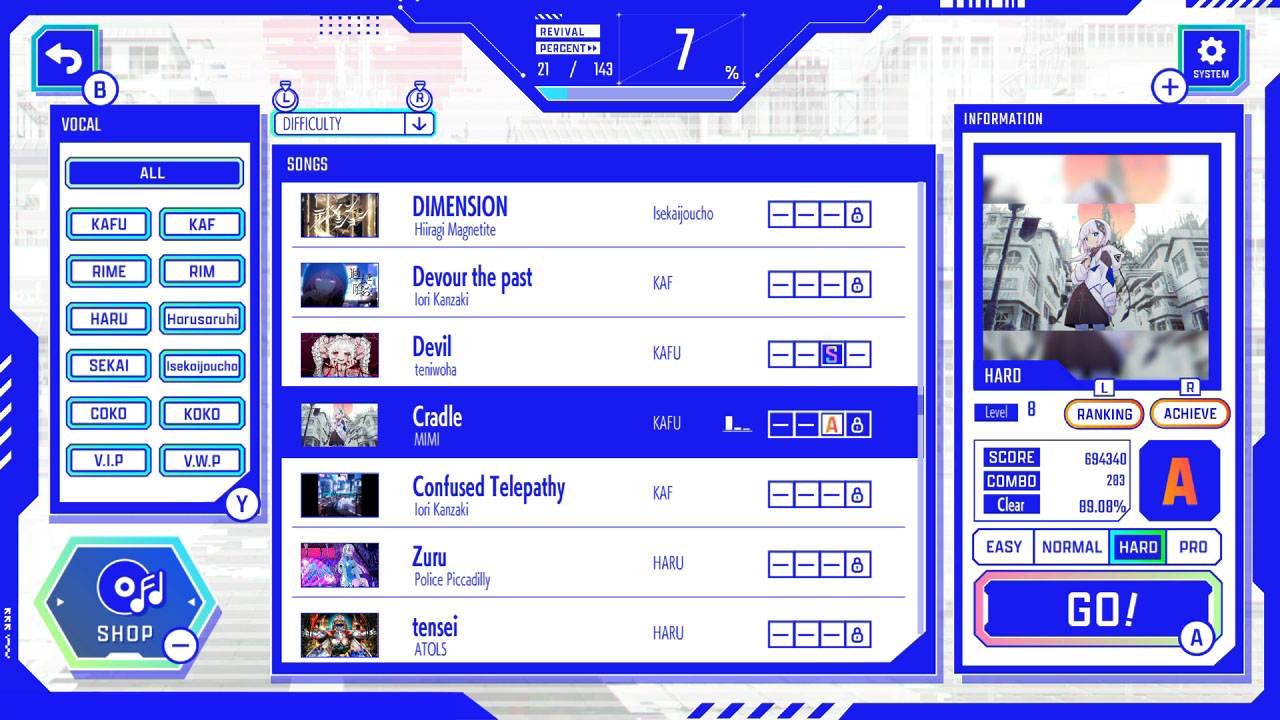 REVIVAL
PERCENT
21 / 143
7 %
SYSTEM
B
+
L
R
DIFFICULTY
VOCAL
ALL
KAFU
KAF
RIME
RIM
HARU
Harusaruhi
SEKAI
Isekaijoucho
COKO
KOKO
V.I.P
V.W.P
Y
SHOP
−
SONGS
DIMENSION
Hiiragi Magnetite
Isekaijoucho
Devour the past
Iori Kanzaki
KAF
Devil
teniwoha
KAFU
S
Cradle
MIMI
KAFU
A
Confused Telepathy
Iori Kanzaki
KAF
Zuru
Police Piccadilly
HARU
tensei
ATOLS
HARU
INFORMATION
HARD
Level 8
L
RANKING
R
ACHIEVE
SCORE 694340
COMBO 283
Clear 89.08%
A
EASY NORMAL HARD PRO
GO!
A